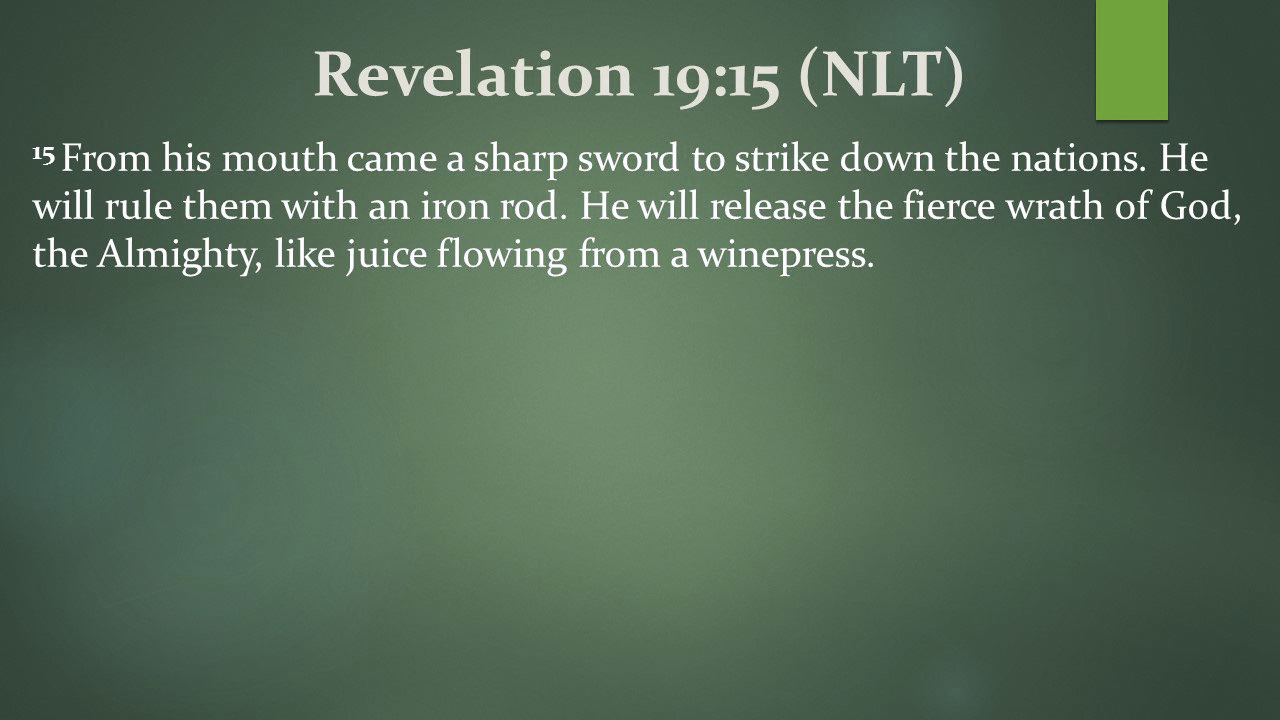 Revelation 19:15 (NLT)
15 From his mouth came a sharp sword to strike down the nations. He
will rule them with an iron rod. He will release the fierce wrath of God,
the Almighty, like juice flowing from a winepress.